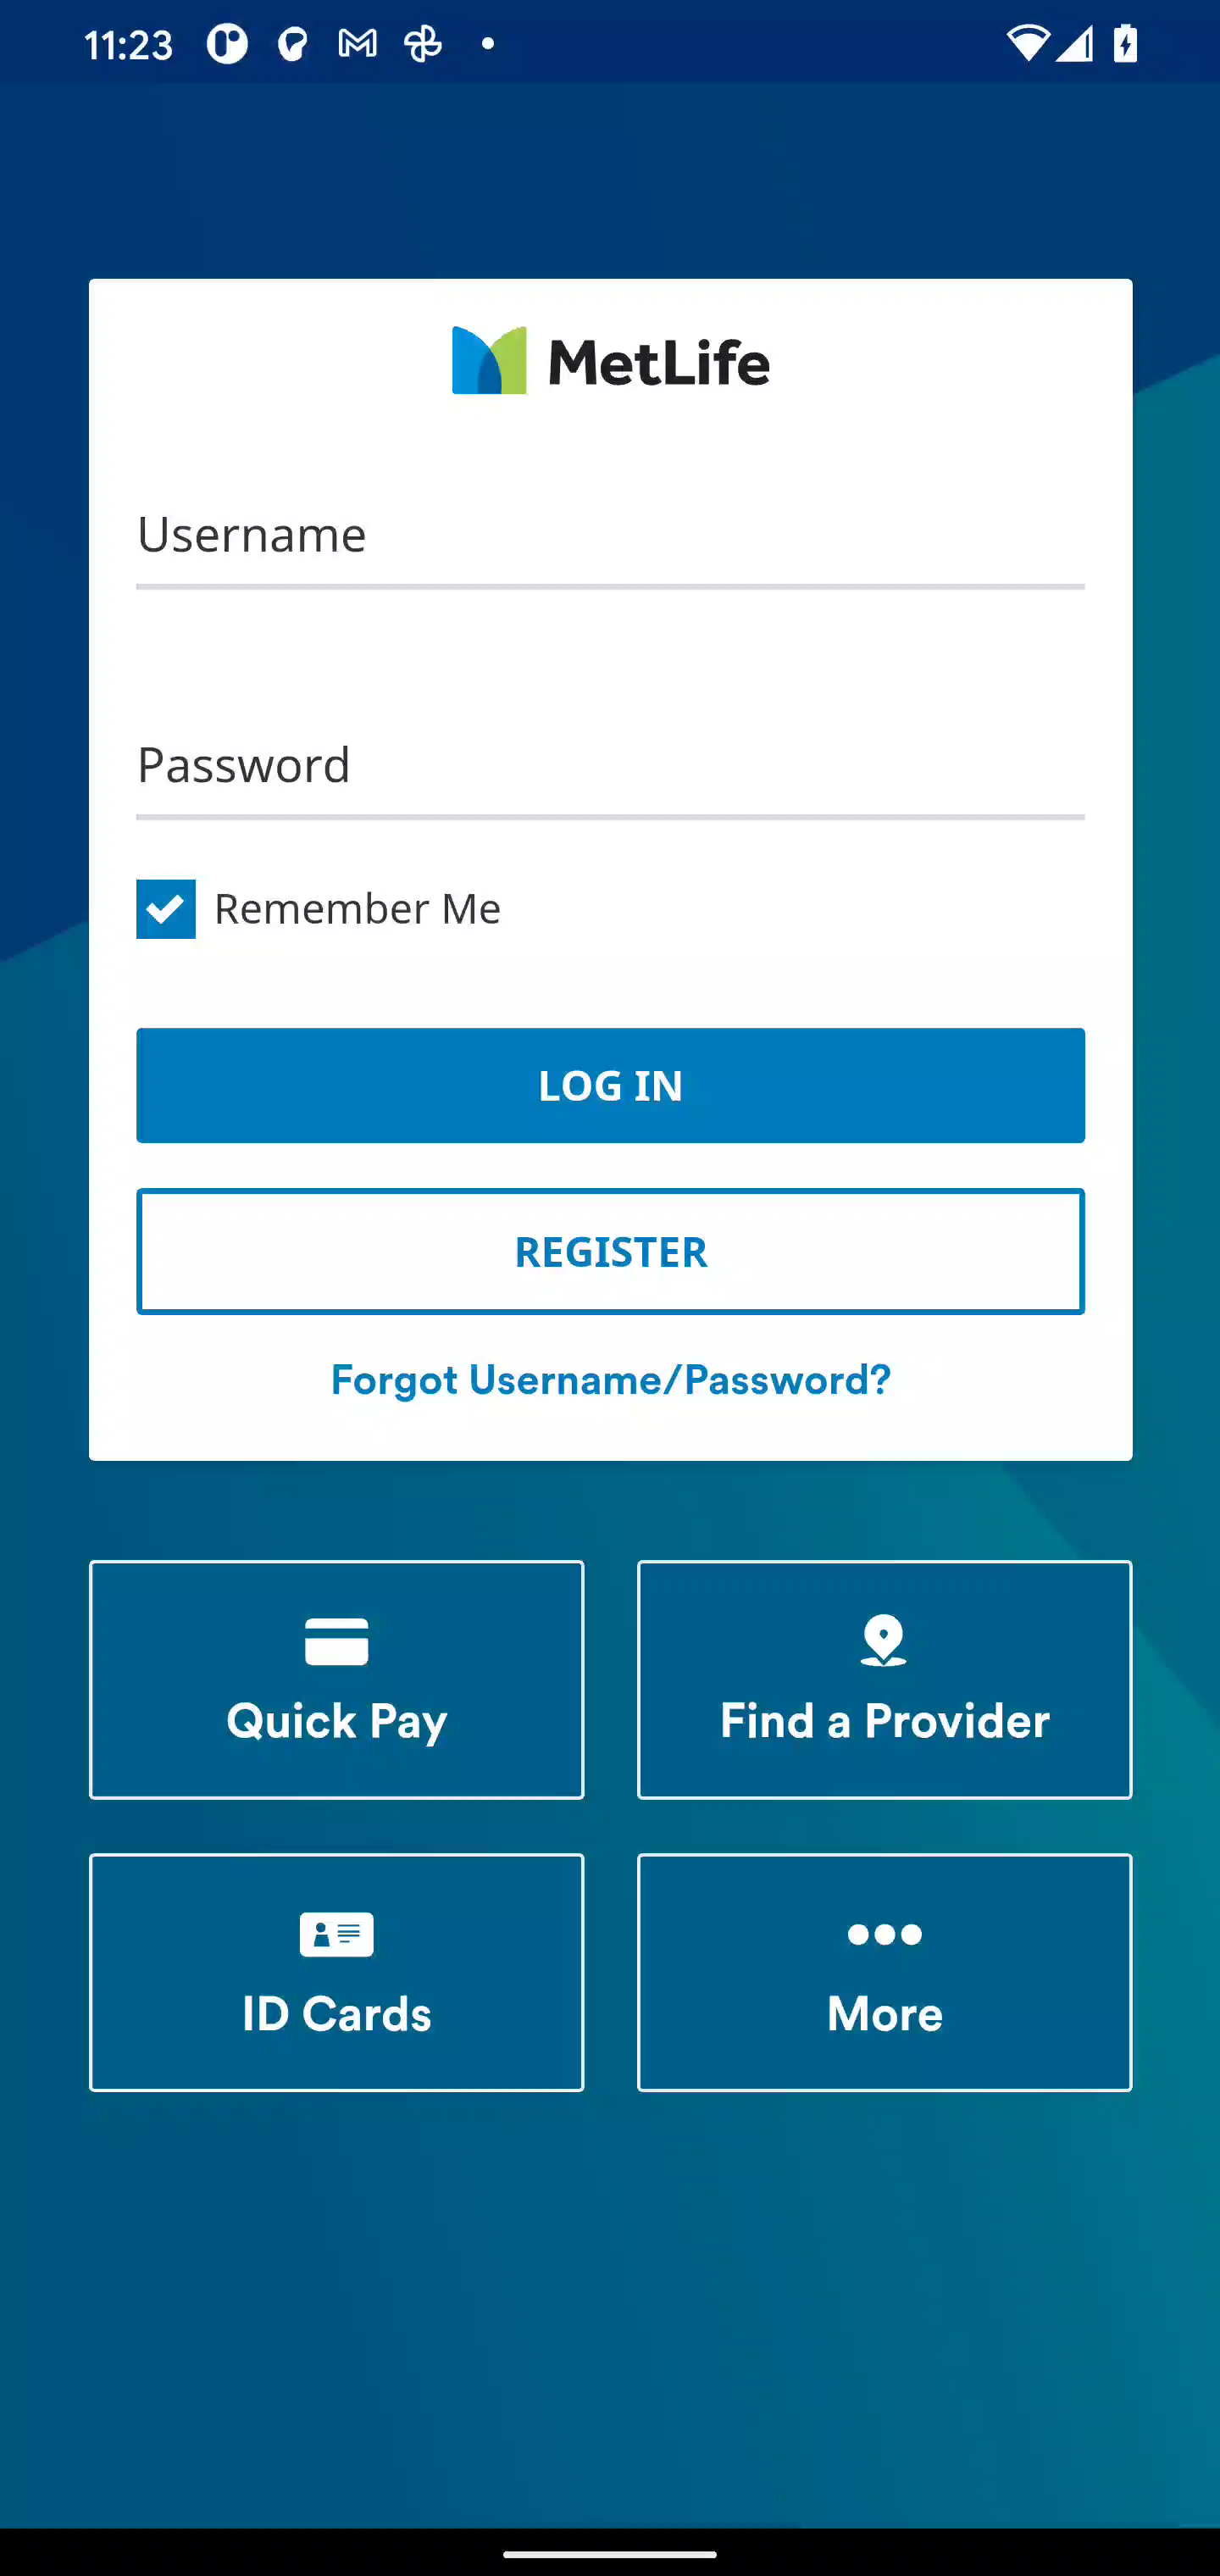 11:23
MetLife
Username
Password
Remember Me
LOG IN
REGISTER
Forgot Username/Password?
Quick Pay
Find a Provider
ID Cards
More